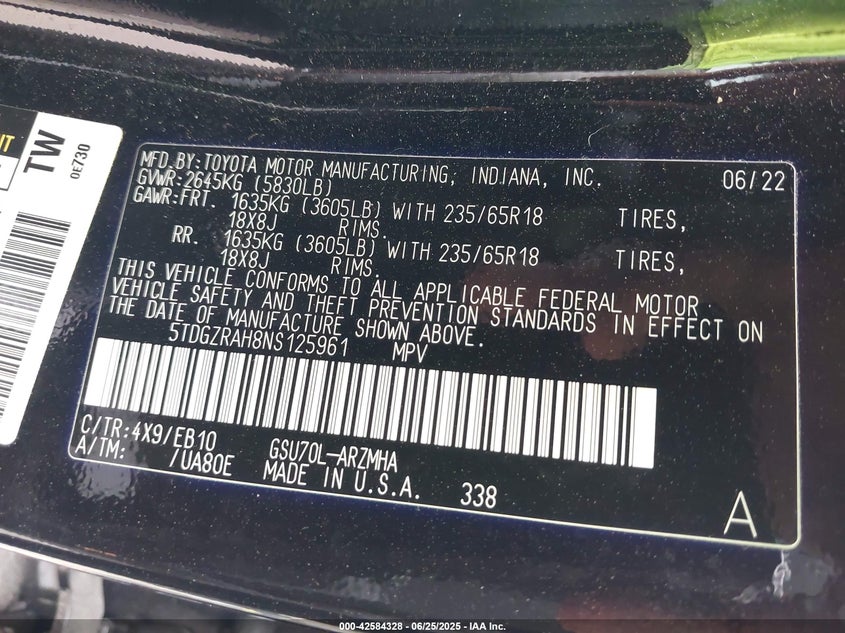 IT
TW
0E730
MFD.BY:TOYOTA MOTOR MANUFACTURING, INDIANA, INC. 06/22
GVWR:2645KG (5830LB)
GAWR:FRT. 1635KG (3605LB) WITH 235/65R18 TIRES,
18X8J RIMS.
RR. 1635KG (3605LB) WITH 235/65R18 TIRES,
18X8J RIMS.
THIS VEHICLE CONFORMS TO ALL APPLICABLE FEDERAL MOTOR
VEHICLE SAFETY AND THEFT PREVENTION STANDARDS IN EFFECT ON
THE DATE OF MANUFACTURE SHOWN ABOVE.
5TDGZRAH8NS125961 MPV
C/TR:4X9/EB10 GSU70L-ARZMHA
A/TM: /UA80E MADE IN U.S.A. 338
A
000-42584328 - 06/25/2025 - IAA Inc.